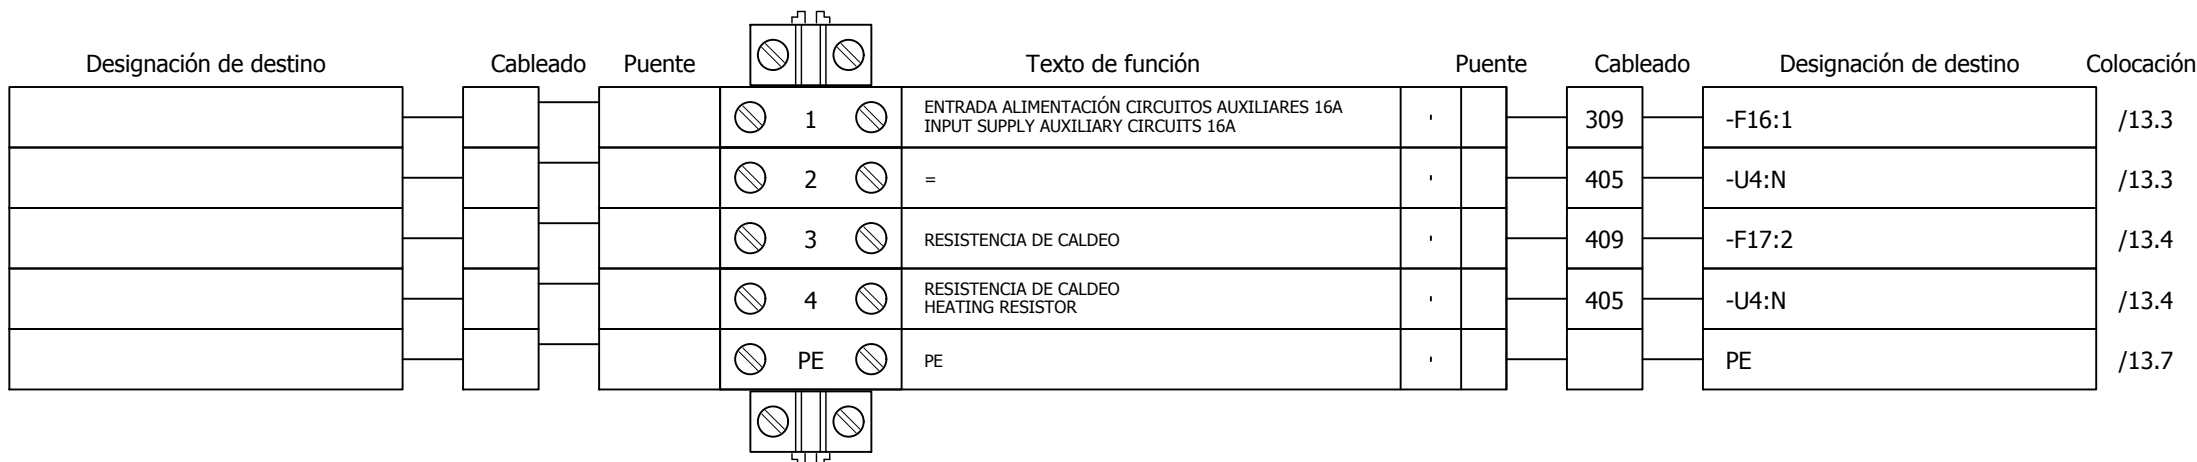 Designación de destino Cableado Puente Texto de función Puente Cableado Designación de destino Colocación
1 ENTRADA ALIMENTACIÓN CIRCUITOS AUXILIARES 16A
INPUT SUPPLY AUXILIARY CIRCUITS 16A 309 -F16:1 /13.3
2 = 405 -U4:N /13.3
3 RESISTENCIA DE CALDEO 409 -F17:2 /13.4
4 RESISTENCIA DE CALDEO
HEATING RESISTOR 405 -U4:N /13.4
PE PE PE /13.7